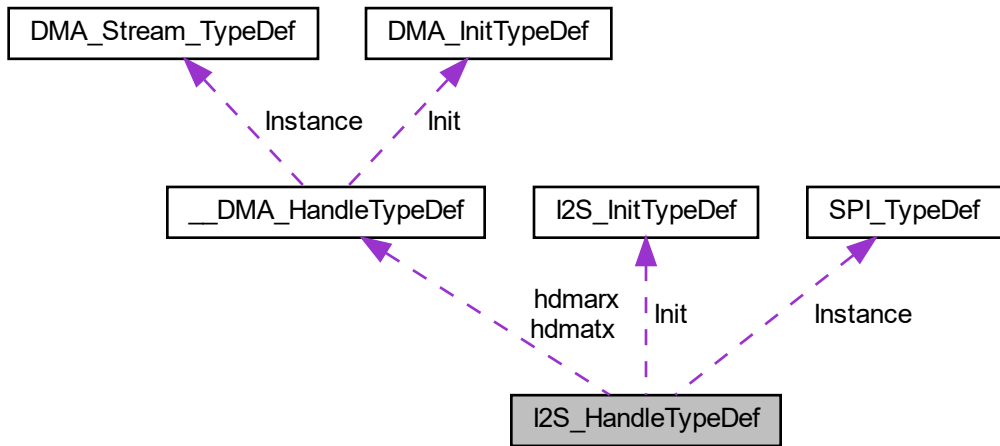 DMA_Stream_TypeDef
DMA_InitTypeDef
Instance
Init
__DMA_HandleTypeDef
I2S_InitTypeDef
SPI_TypeDef
hdmarx
hdmatx
Init
Instance
I2S_HandleTypeDef